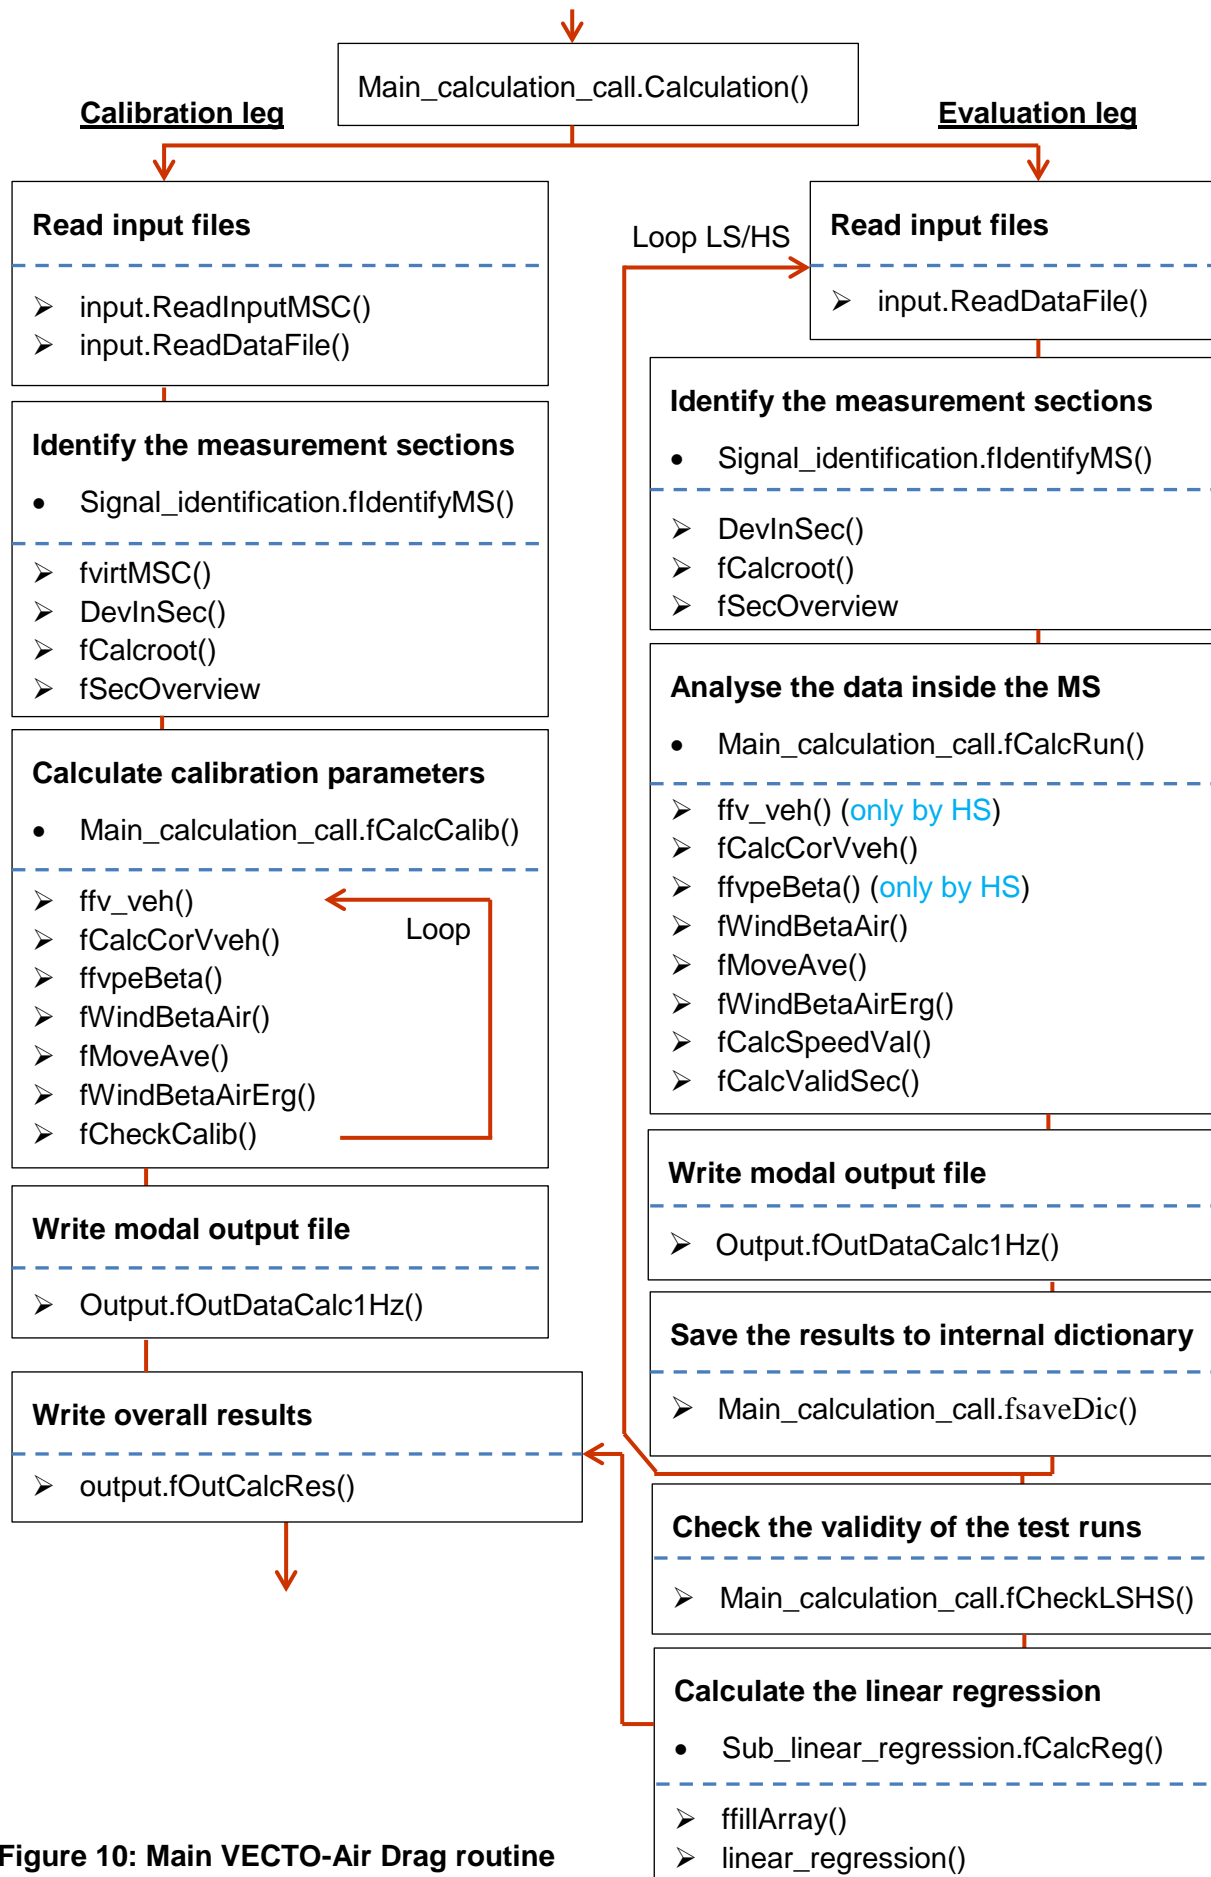 Main_calculation_call.Calculation()
Calibration leg
Evaluation leg
Read input files
input.ReadInputMSC()
input.ReadDataFile()
Identify the measurement sections
• Signal_identification.fIdentifyMS()
fvirtMSC()
DevInSec()
fCalcroot()
fSecOverview
Calculate calibration parameters
• Main_calculation_call.fCalcCalib()
ffv_veh()
fCalcCorVveh()
ffvpeBeta()
fWindBetaAir()
fMoveAve()
fWindBetaAirErg()
fCheckCalib()
Loop
Write modal output file
Output.fOutDataCalc1Hz()
Write overall results
output.fOutCalcRes()
Loop LS/HS
Read input files
input.ReadDataFile()
Identify the measurement sections
• Signal_identification.fIdentifyMS()
DevInSec()
fCalcroot()
fSecOverview
Analyse the data inside the MS
• Main_calculation_call.fCalcRun()
ffv_veh() (only by HS)
fCalcCorVveh()
ffvpeBeta() (only by HS)
fWindBetaAir()
fMoveAve()
fWindBetaAirErg()
fCalcSpeedVal()
fCalcValidSec()
Write modal output file
Output.fOutDataCalc1Hz()
Save the results to internal dictionary
Main_calculation_call.fsaveDic()
Check the validity of the test runs
Main_calculation_call.fCheckLSHS()
Calculate the linear regression
• Sub_linear_regression.fCalcReg()
ffillArray()
linear_regression()
Figure 10: Main VECTO-Air Drag routine